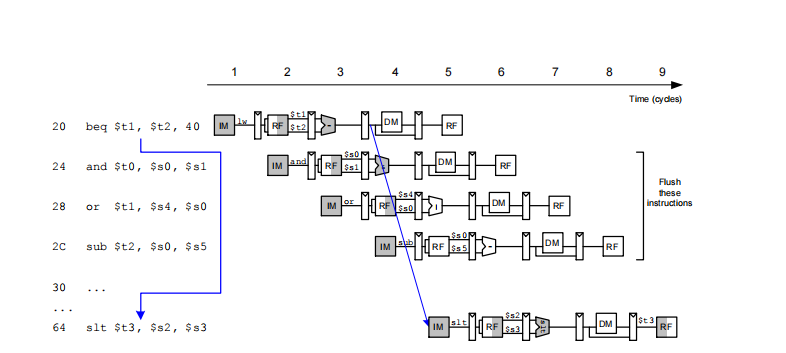 1 2 3 4 5 6 7 8 9
Time (cycles)
20 beq $t1, $t2, 40 IM lw RF $t1 $t2 - DM RF
24 and $t0, $s0, $s1 IM and RF $s0 $s1 DM RF
28 or $t1, $s4, $s0 IM or RF $s4 $s0 | DM RF
2C sub $t2, $s0, $s5 IM sub RF $s0 $s5 - DM RF
Flush
these
instructions
30 ...
...
64 slt $t3, $s2, $s3 IM slt RF $s2 $s3 slt DM $t3 RF